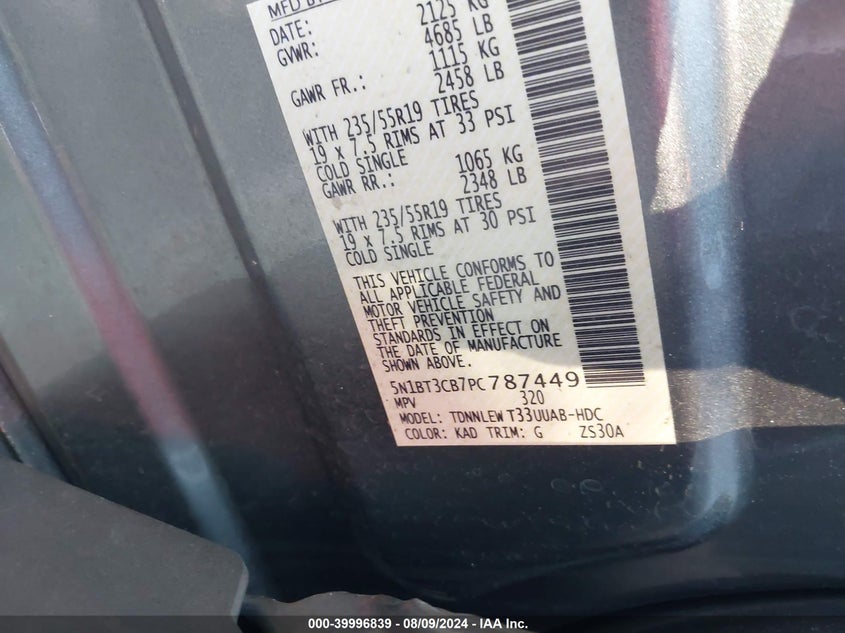 MFD BY
DATE: 2125 KG
GVWR: 4685 LB
1115 KG
GAWR FR.: 2458 LB
WITH 235/55R19 TIRES
19 X 7.5 RIMS AT 33 PSI
COLD SINGLE 1065 KG
GAWR RR.: 2348 LB
WITH 235/55R19 TIRES
19 X 7.5 RIMS AT 30 PSI
COLD SINGLE
THIS VEHICLE CONFORMS TO
ALL APPLICABLE FEDERAL
MOTOR VEHICLE SAFETY AND
THEFT PREVENTION
STANDARDS IN EFFECT ON
THE DATE OF MANUFACTURE
SHOWN ABOVE.
5N1BT3CB7PC787449
MPV 320
MODEL: TDNNLEW T33UUAB-HDC
COLOR: KAD TRIM: G ZS30A
000-39996839 - 08/09/2024 - IAA Inc.